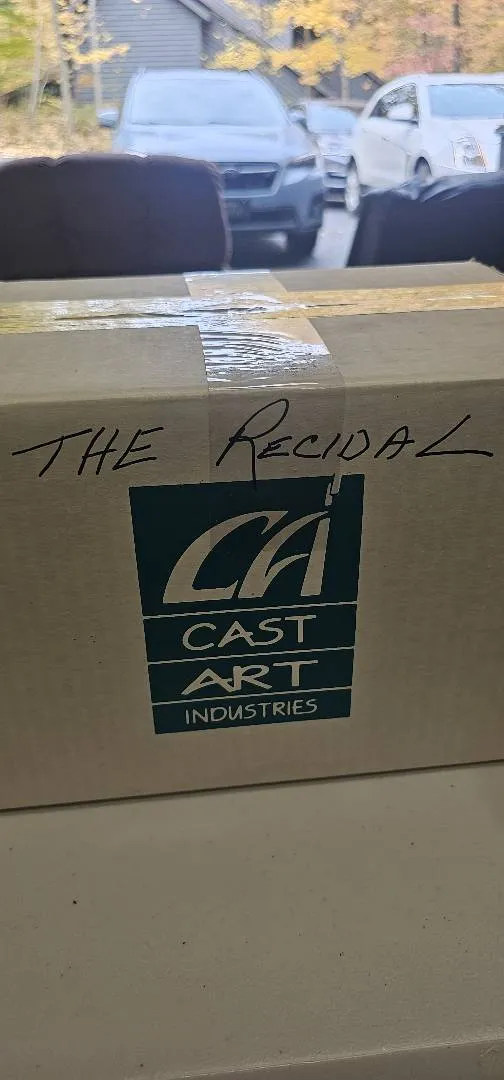 THE RECIDAL
CA
CAST
ART
INDUSTRIES